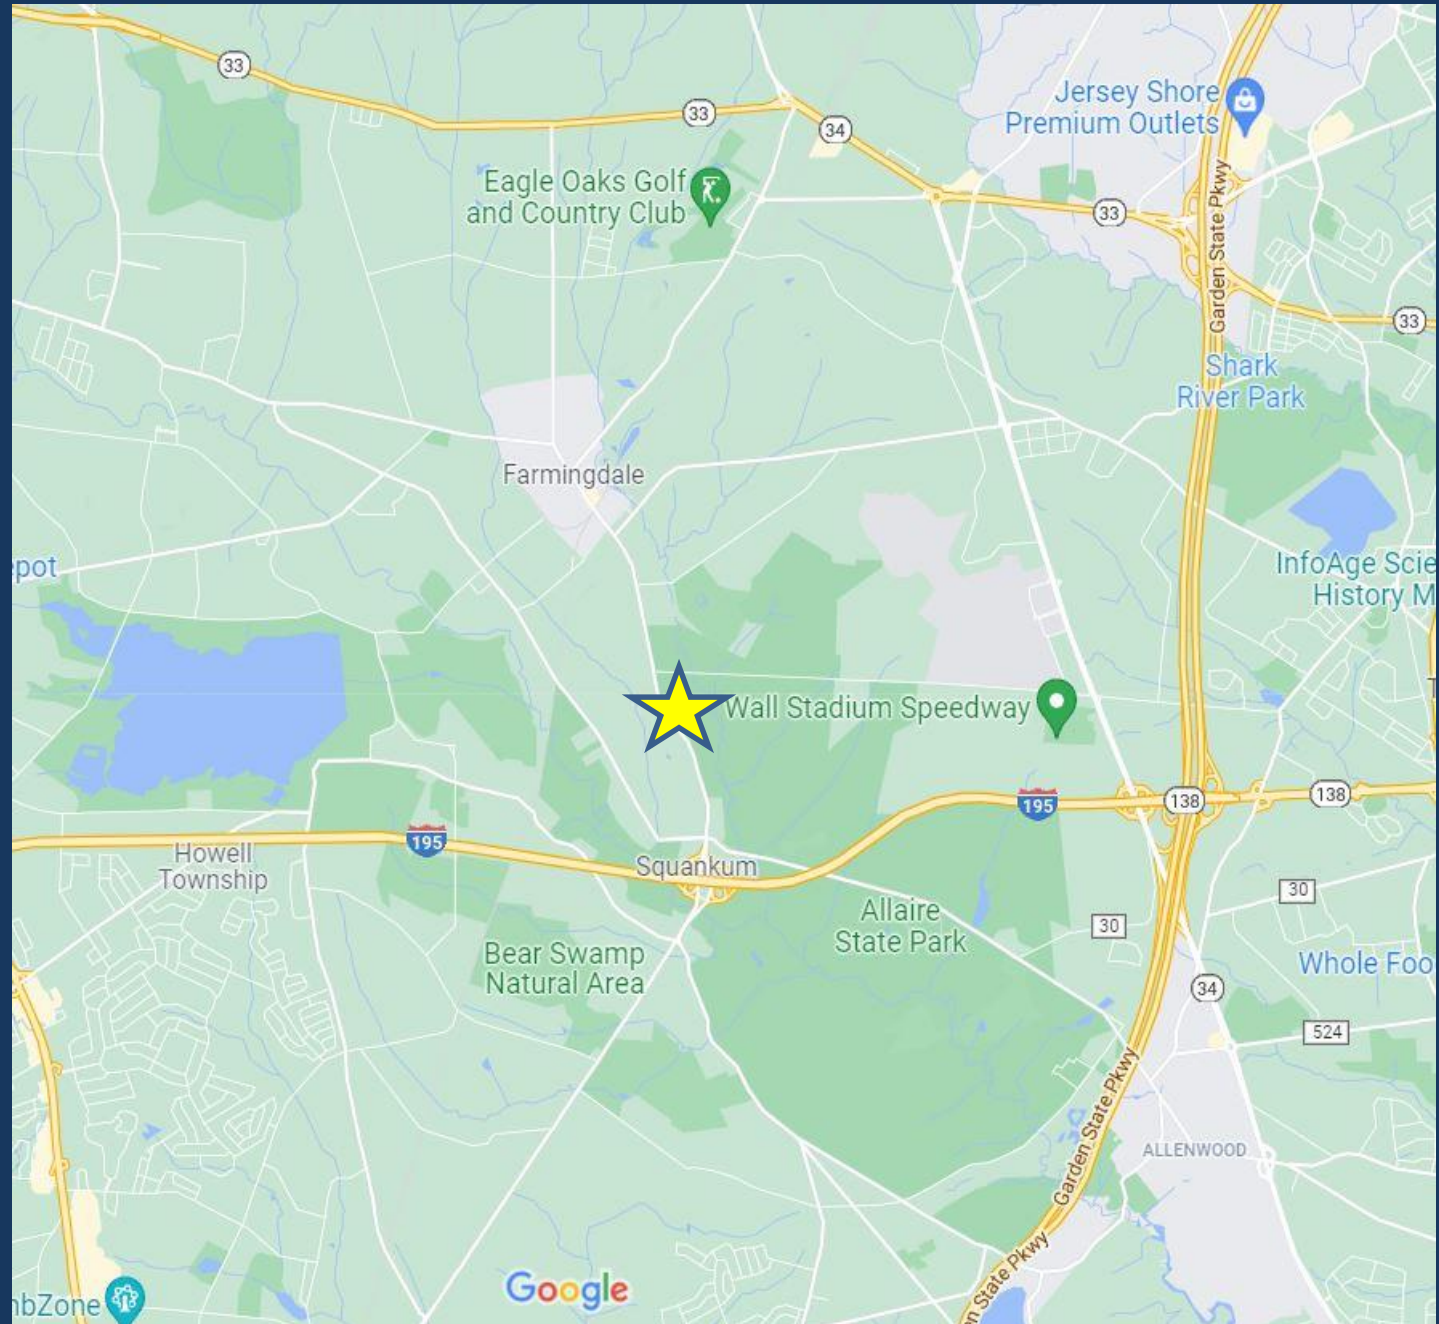 33
33
34
Jersey Shore
Premium Outlets
Eagle Oaks Golf
and Country Club
33
Garden State Pkwy
33
Shark
River Park
Farmingdale
epot
InfoAge Scie
History M
Wall Stadium Speedway
195
138
138
195
Howell
Township
Squankum
30
Allaire
State Park
30
Bear Swamp
Natural Area
Whole Foo
34
524
Garden State Pkwy
ALLENWOOD
n State Pkwy
Google
nbZone